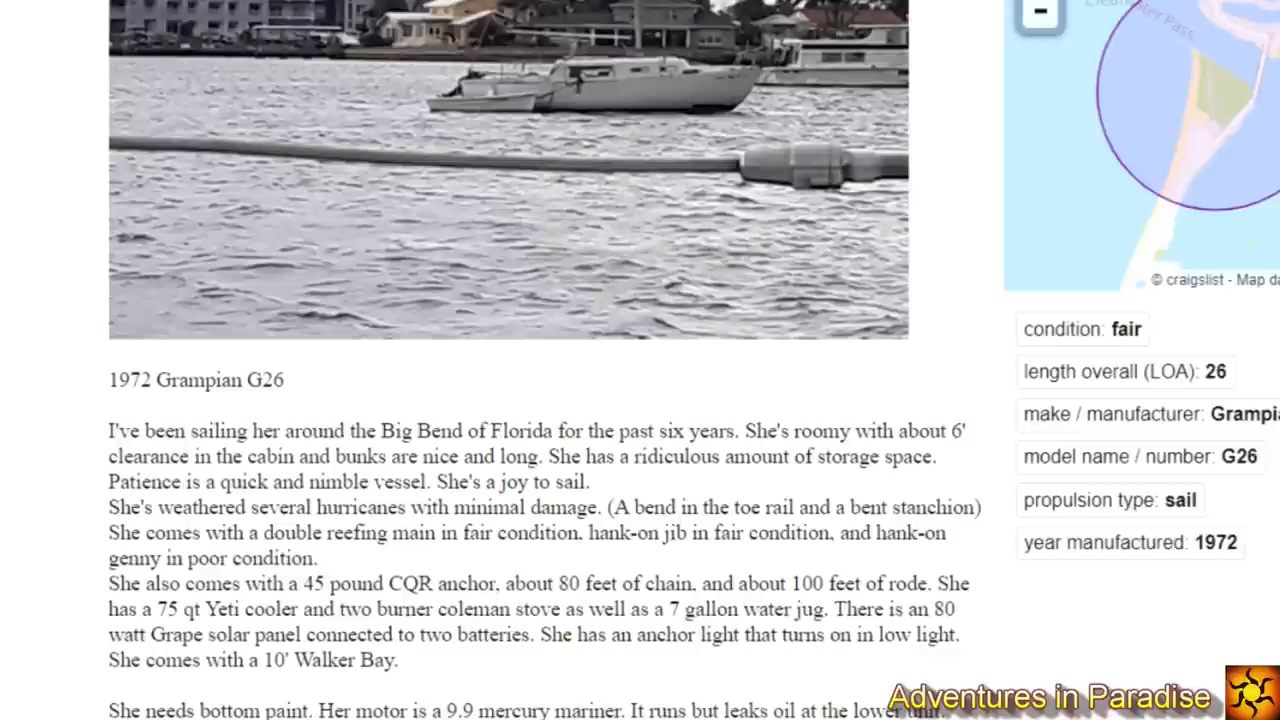 Clearwater Pass
-
© craigslist - Map da
condition: fair
length overall (LOA): 26
make / manufacturer: Grampia
model name / number: G26
propulsion type: sail
year manufactured: 1972
1972 Grampian G26
I've been sailing her around the Big Bend of Florida for the past six years. She's roomy with about 6'
clearance in the cabin and bunks are nice and long. She has a ridiculous amount of storage space.
Patience is a quick and nimble vessel. She's a joy to sail.
She's weathered several hurricanes with minimal damage. (A bend in the toe rail and a bent stanchion)
She comes with a double reefing main in fair condition, hank-on jib in fair condition, and hank-on
genny in poor condition.
She also comes with a 45 pound CQR anchor, about 80 feet of chain, and about 100 feet of rode. She
has a 75 qt Yeti cooler and two burner coleman stove as well as a 7 gallon water jug. There is an 80
watt Grape solar panel connected to two batteries. She has an anchor light that turns on in low light.
She comes with a 10' Walker Bay.
She needs bottom paint. Her motor is a 9.9 mercury mariner. It runs but leaks oil at the lower unit.
Adventures in Paradise